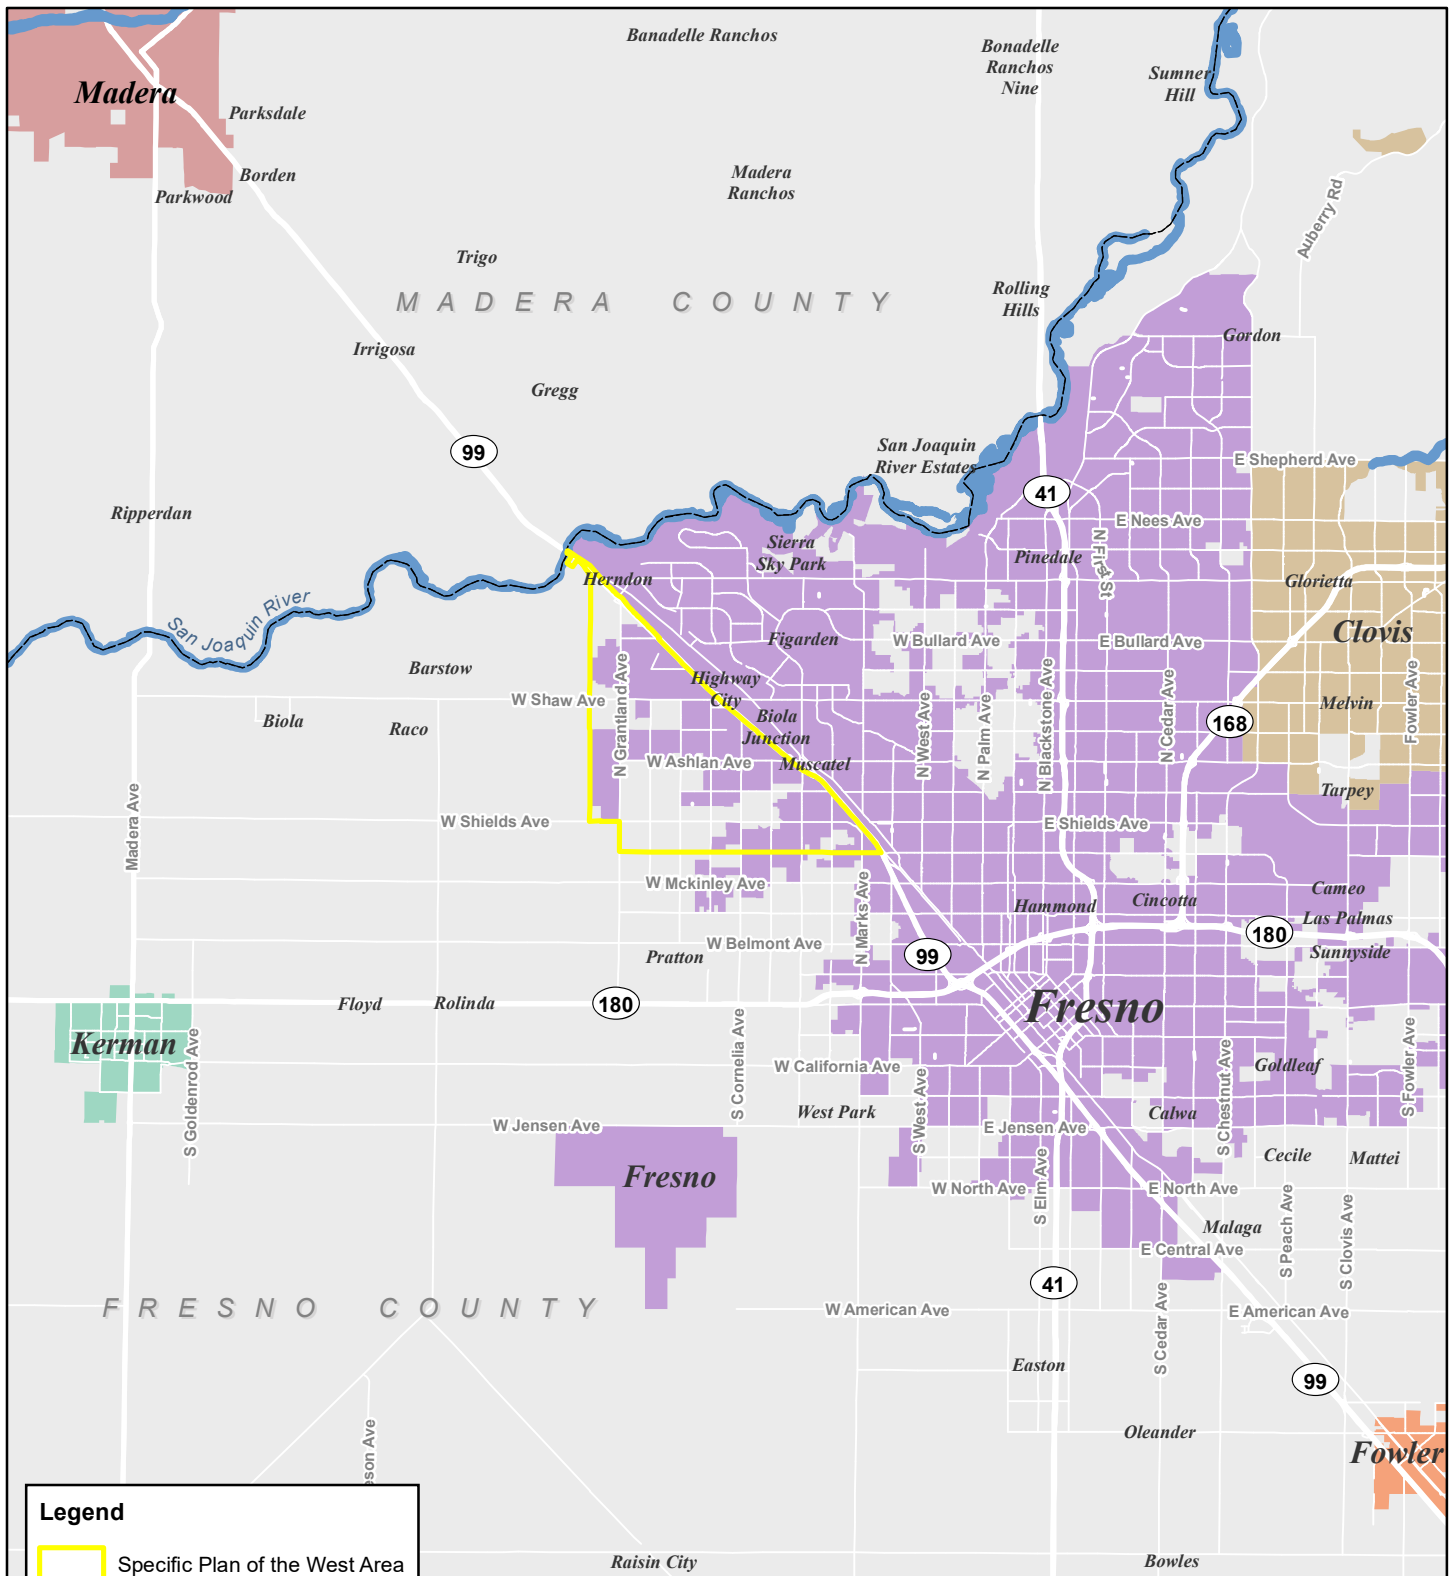 Banadelle Ranchos
Bonadelle
Ranchos
Nine
Sumner
Hill
Madera
Parksdale
Borden
Parkwood
Madera
Ranchos
Auberry Rd
Trigo
MADERA COUNTY
Rolling
Hills
Gordon
Irrigosa
Gregg
99
San Joaquin
River Estates
E Shepherd Ave
41
Ripperdan
E Nees Ave
N First St
Sierra
Sky Park
Pinedale
Herndon
Glorietta
San Joaquin River
Clovis
Figarden
W Bullard Ave
E Bullard Ave
Barstow
N Grantland Ave
Highway
City
W Shaw Ave
Biola
Raco
Biola
Junction
N West Ave
N Palm Ave
N Blackstone Ave
N Cedar Ave
168
Melvin
Fowler Ave
W Ashlan Ave
Muscatel
Tarpey
Madera Ave
W Shields Ave
E Shields Ave
W Mckinley Ave
N Marks Ave
Hammond
Cincotta
Cameo
Las Palmas
W Belmont Ave
Pratton
99
180
Sunnyside
Floyd
Rolinda
180
Fresno
Kerman
S Goldenrod Ave
S Cornelia Ave
W California Ave
S West Ave
S Chestnut Ave
Goldleaf
S Fowler Ave
West Park
Calwa
W Jensen Ave
E Jensen Ave
Fresno
Cecile
Mattei
W North Ave
S Elm Ave
E North Ave
Malaga
S Peach Ave
S Clovis Ave
E Central Ave
41
FRESNO COUNTY
W American Ave
S Cedar Ave
E American Ave
Easton
99
Oleander
Fowler
eson Ave
Legend
Specific Plan of the West Area
Raisin City
Bowles